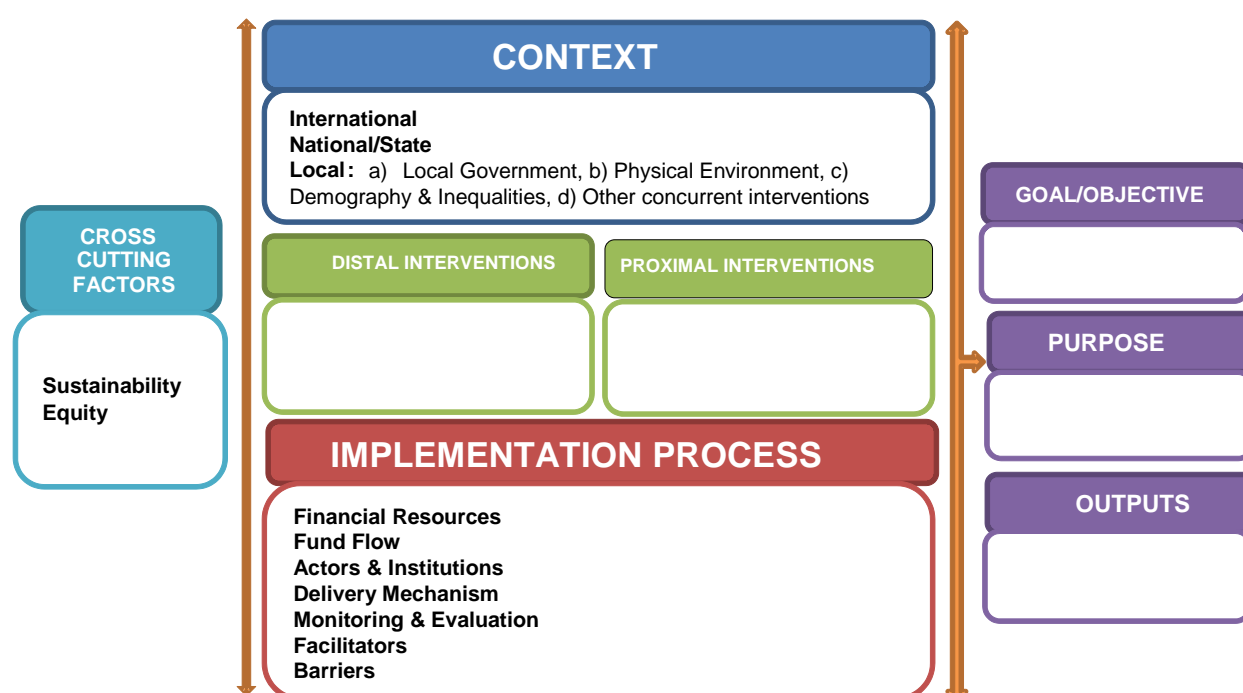 CONTEXT
International
National/State
Local: a) Local Government, b) Physical Environment, c)
Demography & Inequalities, d) Other concurrent interventions
CROSS
CUTTING
FACTORS
Sustainability
Equity
DISTAL INTERVENTIONS
PROXIMAL INTERVENTIONS
IMPLEMENTATION PROCESS
Financial Resources
Fund Flow
Actors & Institutions
Delivery Mechanism
Monitoring & Evaluation
Facilitators
Barriers
GOAL/OBJECTIVE
PURPOSE
OUTPUTS